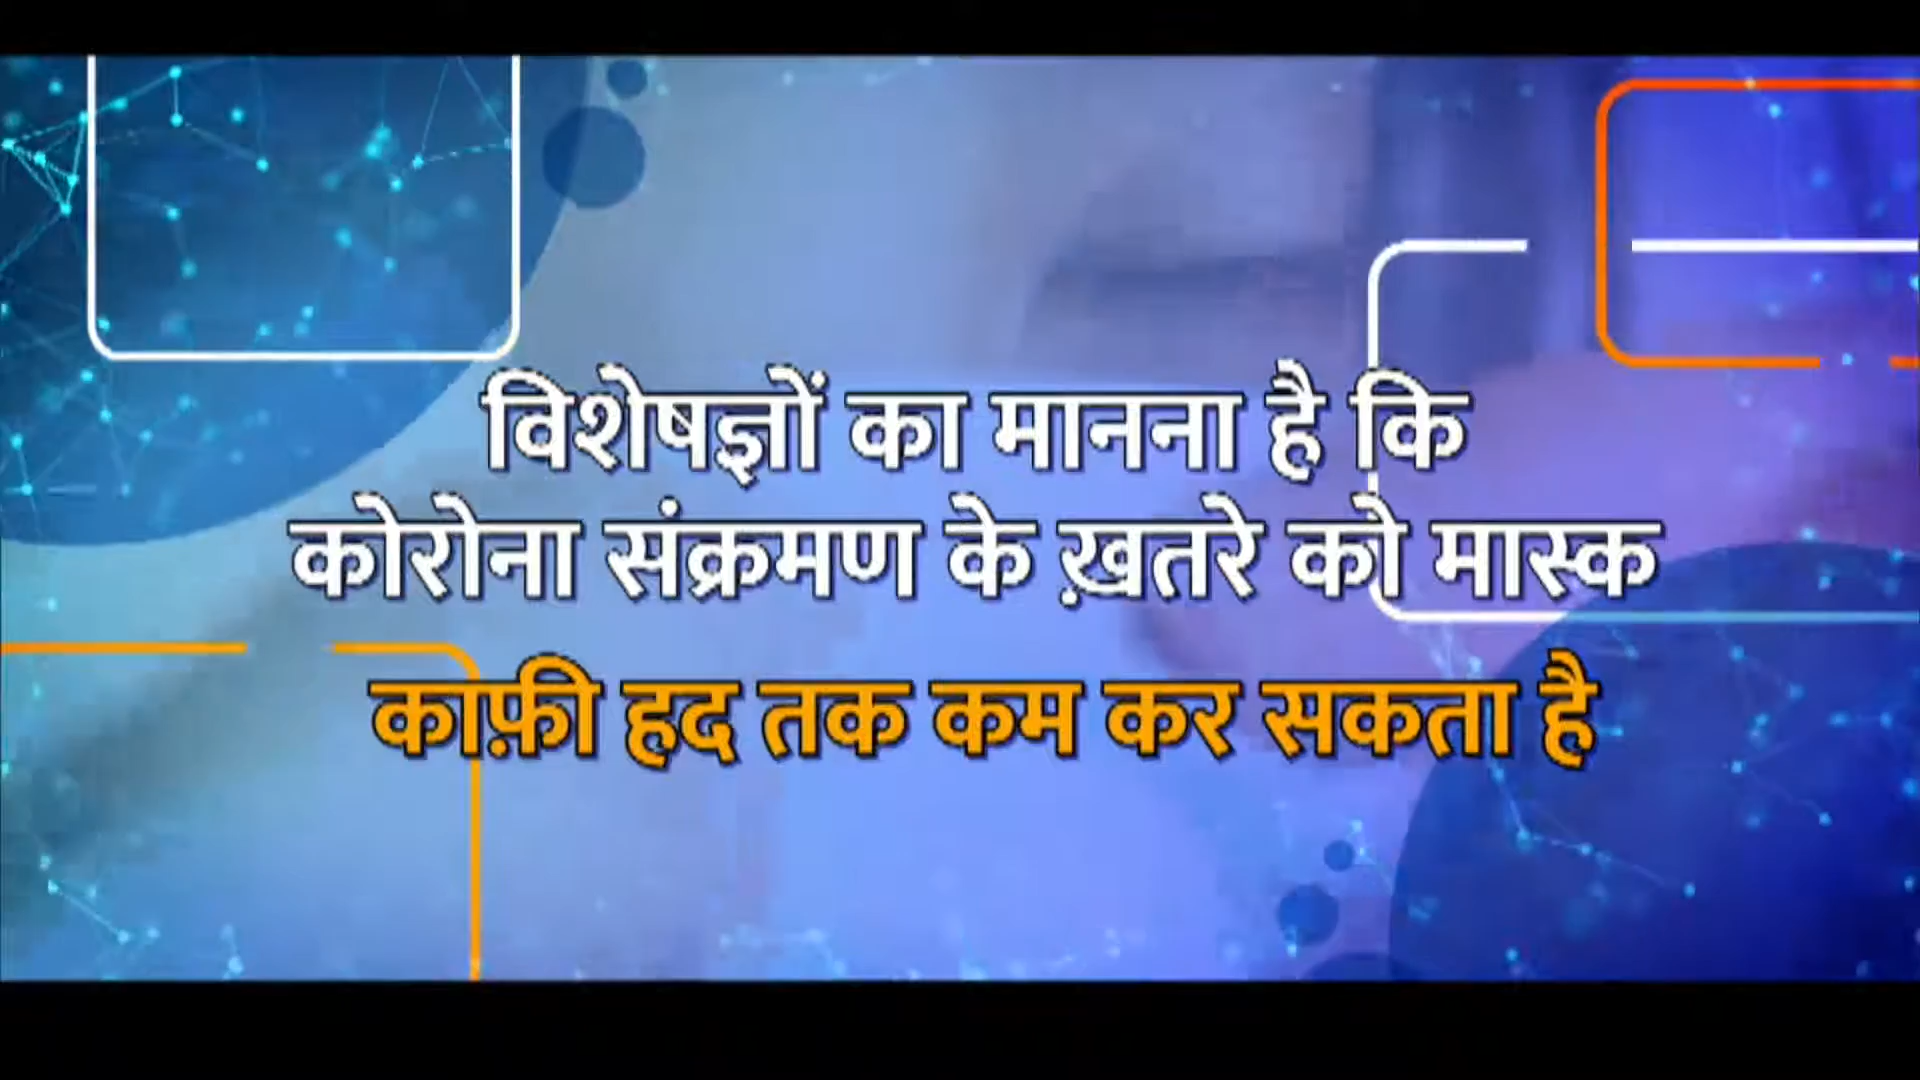 विशेषज्ञों का मानना है कि
कोरोना संक्रमण के ख़तरे को मास्क
काफ़ी हद तक कम कर सकता है